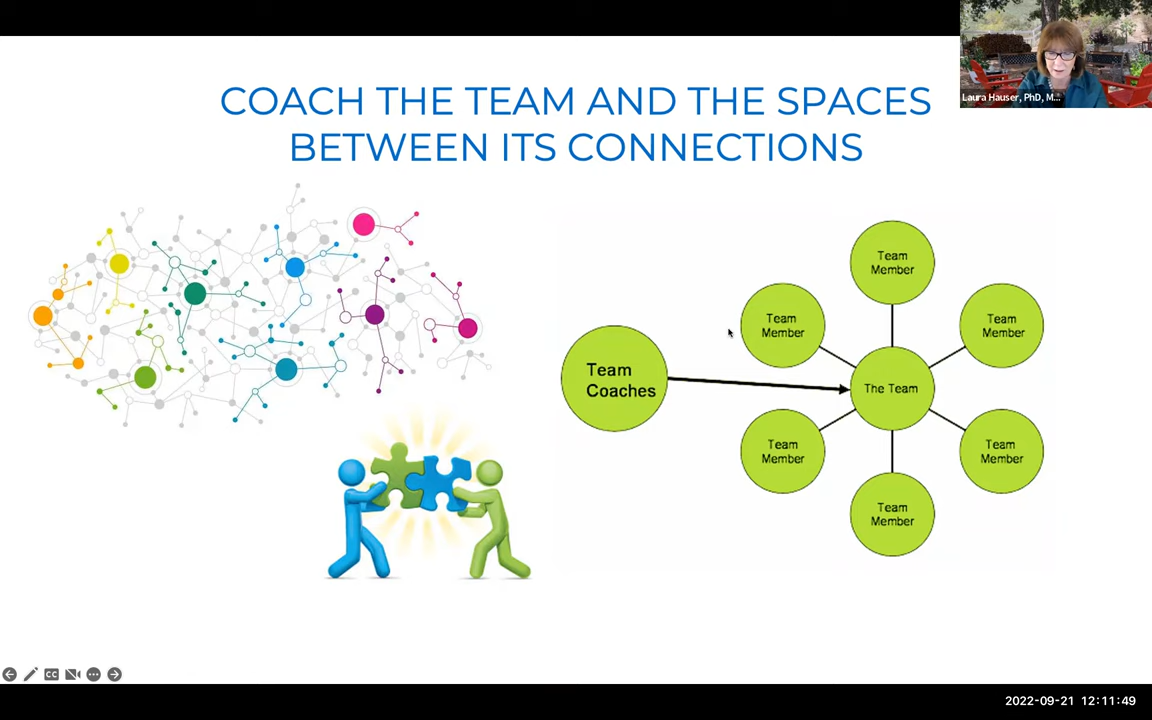 COACH THE TEAM AND THE SPACES
BETWEEN ITS CONNECTIONS
Laura Hauser, PhD, M...
Team
Member
Team
Member
Team
Member
Team
Coaches
The Team
Team
Member
Team
Member
Team
Member
CC
2022-09-21 12:11:49